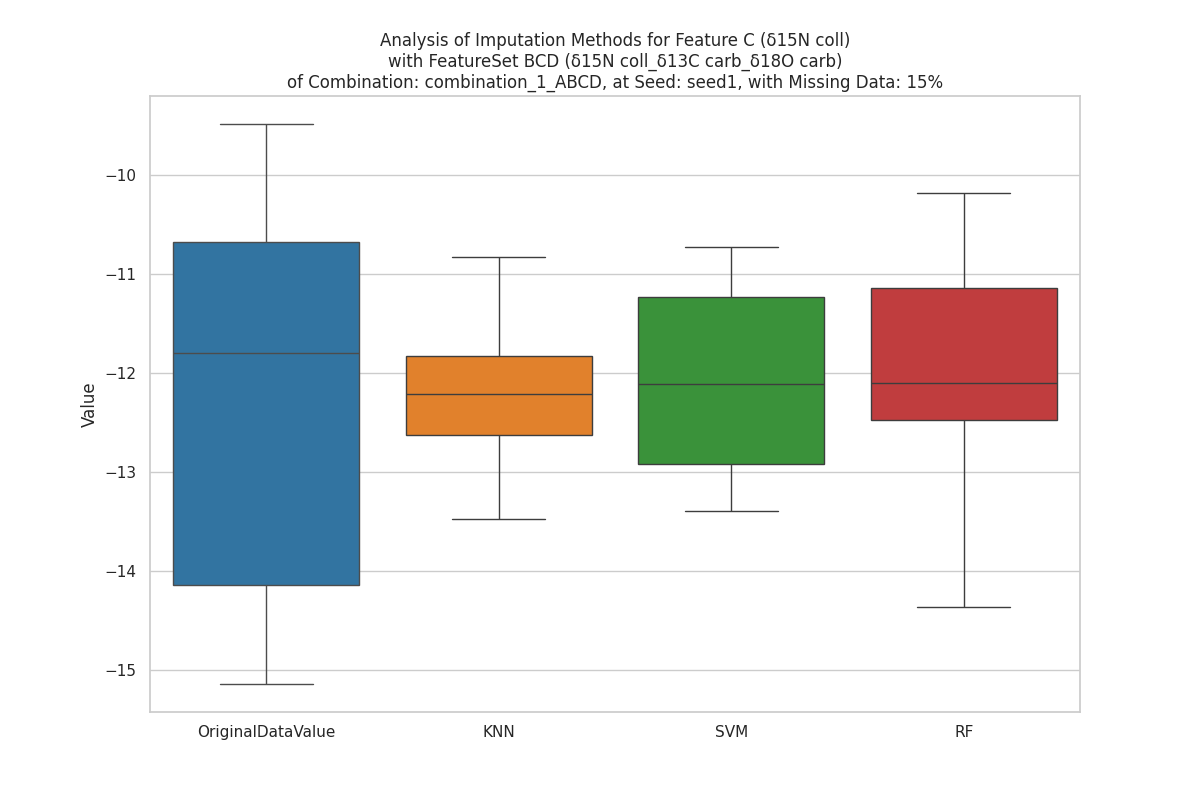 Analysis of Imputation Methods for Feature C (δ15N coll)
with FeatureSet BCD (δ15N coll_δ13C carb_δ18O carb)
of Combination: combination_1_ABCD, at Seed: seed1, with Missing Data: 15%
−10
−11
−12
−13
−14
−15
Value
OriginalDataValue
KNN
SVM
RF